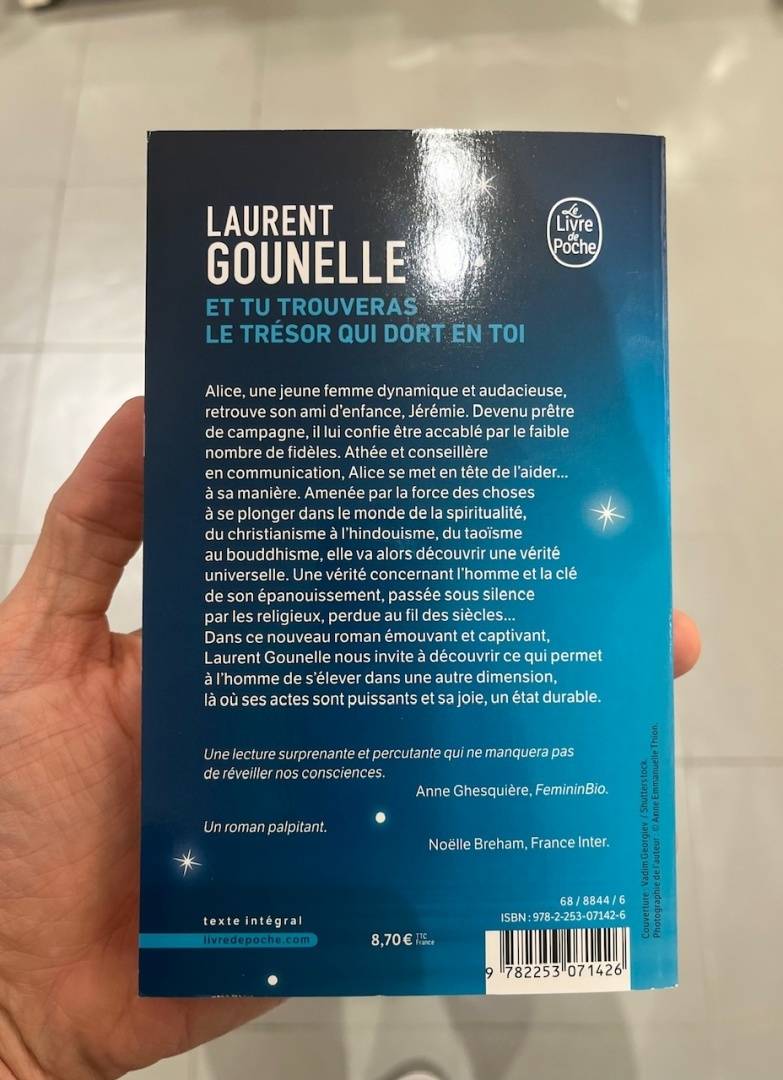 LAURENT
GOUNELLE
ET TU TROUVERAS
LE TRÉSOR QUI DORT EN TOI
Le
Livre
de
Poche
Alice, une jeune femme dynamique et audacieuse,
retrouve son ami d'enfance, Jérémie. Devenu prêtre
de campagne, il lui confie être accablé par le faible
nombre de fidèles. Athée et conseillère
en communication, Alice se met en tête de l'aider...
à sa manière. Amenée par la force des choses
à se plonger dans le monde de la spiritualité,
du christianisme à l'hindouisme, du taoïsme
au bouddhisme, elle va alors découvrir une vérité
universelle. Une vérité concernant l'homme et la clé
de son épanouissement, passée sous silence
par les religieux, perdue au fil des siècles...
Dans ce nouveau roman émouvant et captivant,
Laurent Gounelle nous invite à découvrir ce qui permet
à l'homme de s'élever dans une autre dimension,
là où ses actes sont puissants et sa joie, un état durable.
Une lecture surprenante et percutante qui ne manquera pas
de réveiller nos consciences.
Anne Ghesquière, FemininBio.
Un roman palpitant.
Noëlle Breham, France Inter.
texte intégral
livredepoche.com
8,70 € TTC
France
68 / 8844 / 6
ISBN : 978-2-253-07142-6
9 782253 071426
Couverture : Vadim Georgiev / Shutterstock.
Photographie de l'auteur : © Anne Emmanuelle Thion.